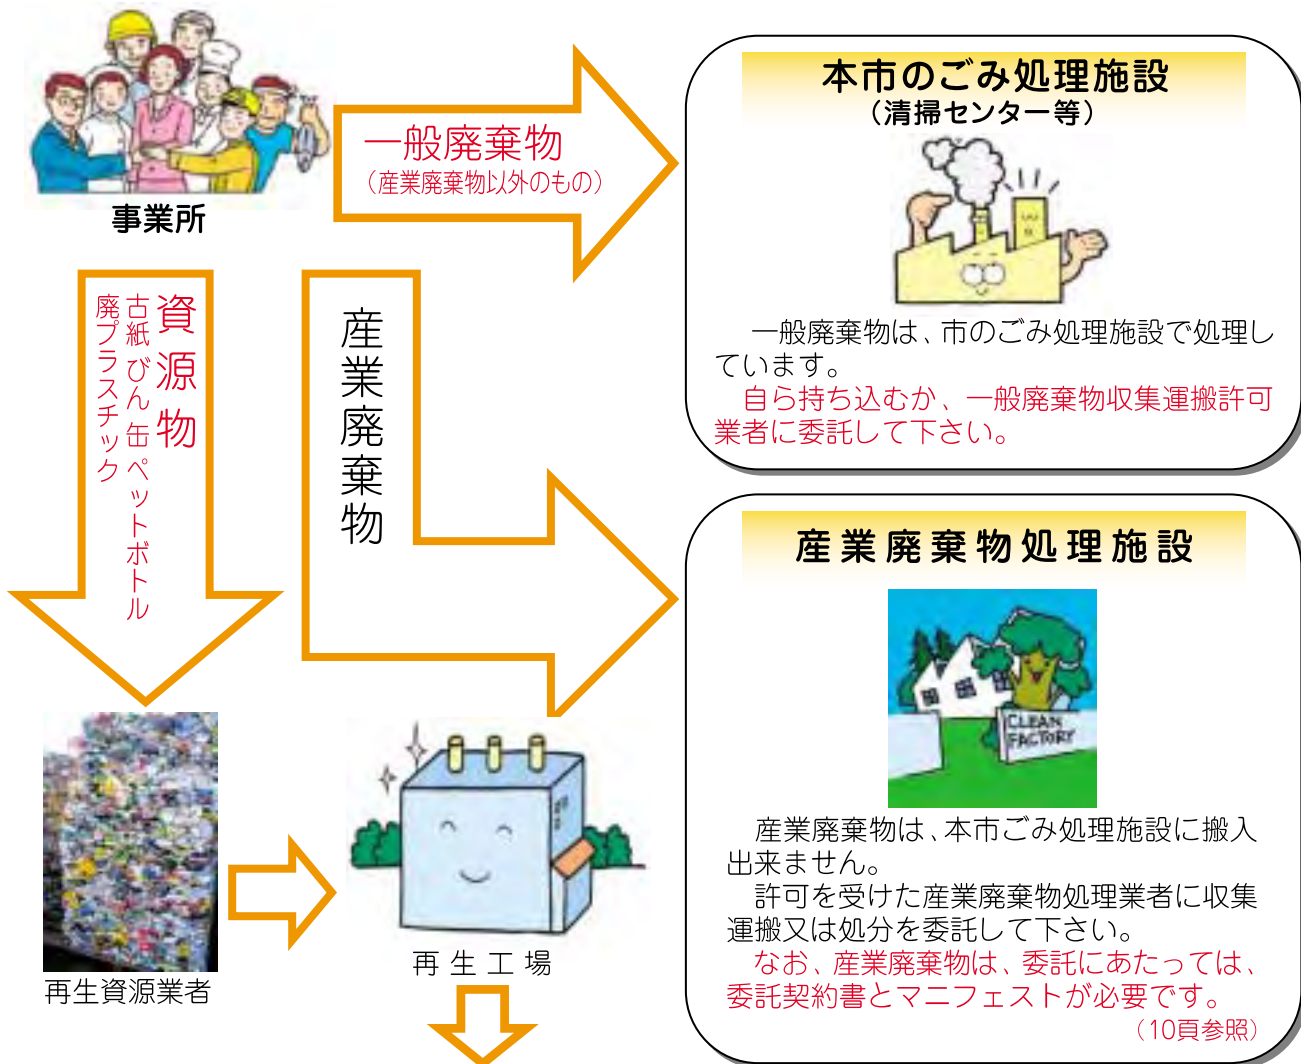 事業所
一般廃棄物
（産業廃棄物以外のもの）
本市のごみ処理施設
（清掃センター等）
一般廃棄物は、市のごみ処理施設で処理し
ています。
自ら持ち込むか、一般廃棄物収集運搬許可
業者に委託して下さい。
資源物
古紙 びん 缶 ペットボトル
廃プラスチック
産業廃棄物
産業廃棄物処理施設
CLEAN
FACTORY
産業廃棄物は、本市ごみ処理施設に搬入
出来ません。
許可を受けた産業廃棄物処理業者に収集
運搬又は処分を委託して下さい。
なお、産業廃棄物は、委託にあたっては、
委託契約書とマニフェストが必要です。
（10頁参照）
再生資源業者
再生工場